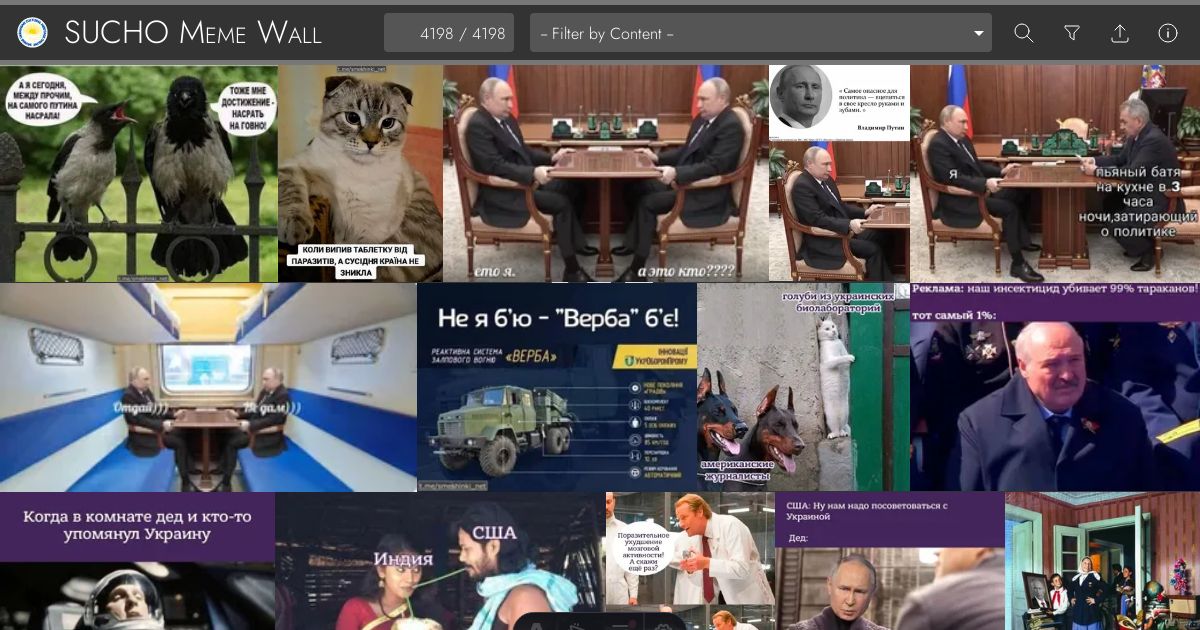 SUCHO MEME WALL
4198 / 4198
– Filter by Content –
А Я СЕГОДНЯ,
МЕЖДУ ПРОЧИМ,
НА САМОГО ПУТИНА
НАСРАЛА!
ТОЖЕ МНЕ
ДОСТИЖЕНИЕ -
НАСРАТЬ
НА ГОВНО!
t.me/smeshinki_net
t.me/smeshinki_net
КОЛИ ВИПИВ ТАБЛЕТКУ ВІД
ПАРАЗИТІВ, А СУСІДНЯ КРАЇНА НЕ
ЗНИКЛА
ето я.
а это кто????
« Самое опасное для
политика — вцепиться
в свое кресло руками и
зубами. »
Владимир Путин
Я
пьяный батя
на кухне в 3
часа
ночи,затирающий
о политике
Отдай)))
Не дам)))
Не я б'ю - "Верба" б'є!
РЕАКТИВНА СИСТЕМА
ЗАЛПОВОГО ВОГНЮ «ВЕРБА»
ІННОВАЦІЇ
УКРОБОРОНПРОМУ
НОВЕ ПОКОЛІННЯ
«ГРАДІВ»
АВТОМАТИЧНИЙ
t.me/smeshinki_net
голуби из украинских
биолабораторий
американские
журналисты
Реклама: наш инсектицид убивает 99% тараканов!
тот самый 1%:
Когда в комнате дед и кто-то
упомянул Украину
Индия
США
Поразительное
ухудшение
мозговой
активности!
А скажи
ещё раз?
США: Ну нам надо посоветоваться с
Украиной
Дед: